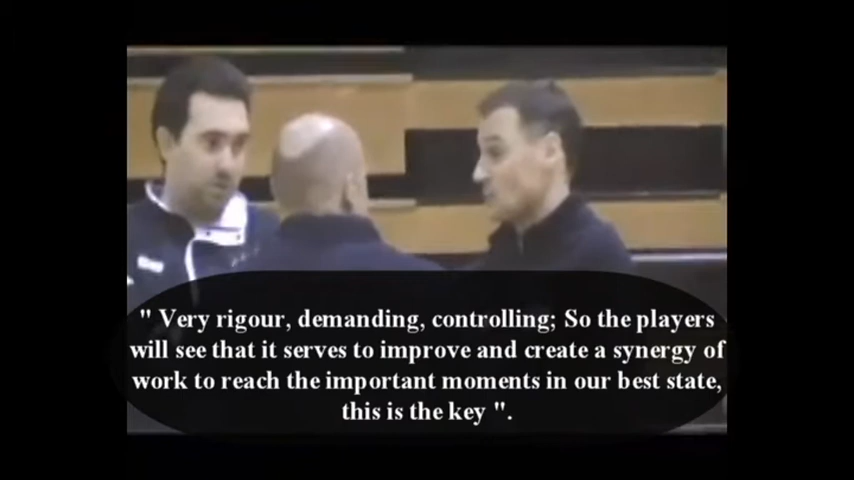 " Very rigour, demanding, controlling; So the players
will see that it serves to improve and create a synergy of
work to reach the important moments in our best state,
this is the key ".